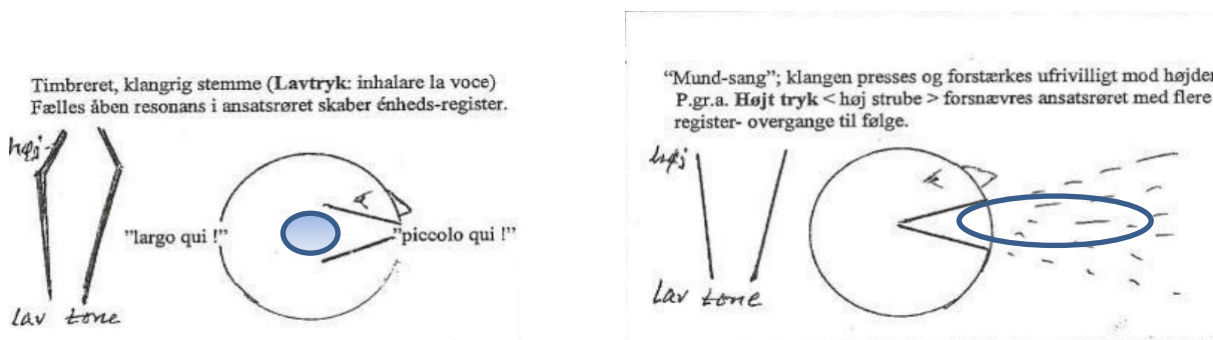 Timbreret, klangrig stemme (Lavtryk: inhalare la voce)
Fælles åben resonans i ansatsrøret skaber énheds-register.
høj
"largo qui !"
"piccolo qui !"
lav tone
"Mund-sang"; klangen presses og forstærkes ufrivilligt mod højden
P.gr.a. Højt tryk < høj strube > forsnævres ansatsrøret med flere
register- overgange til følge.
høj
lav tone